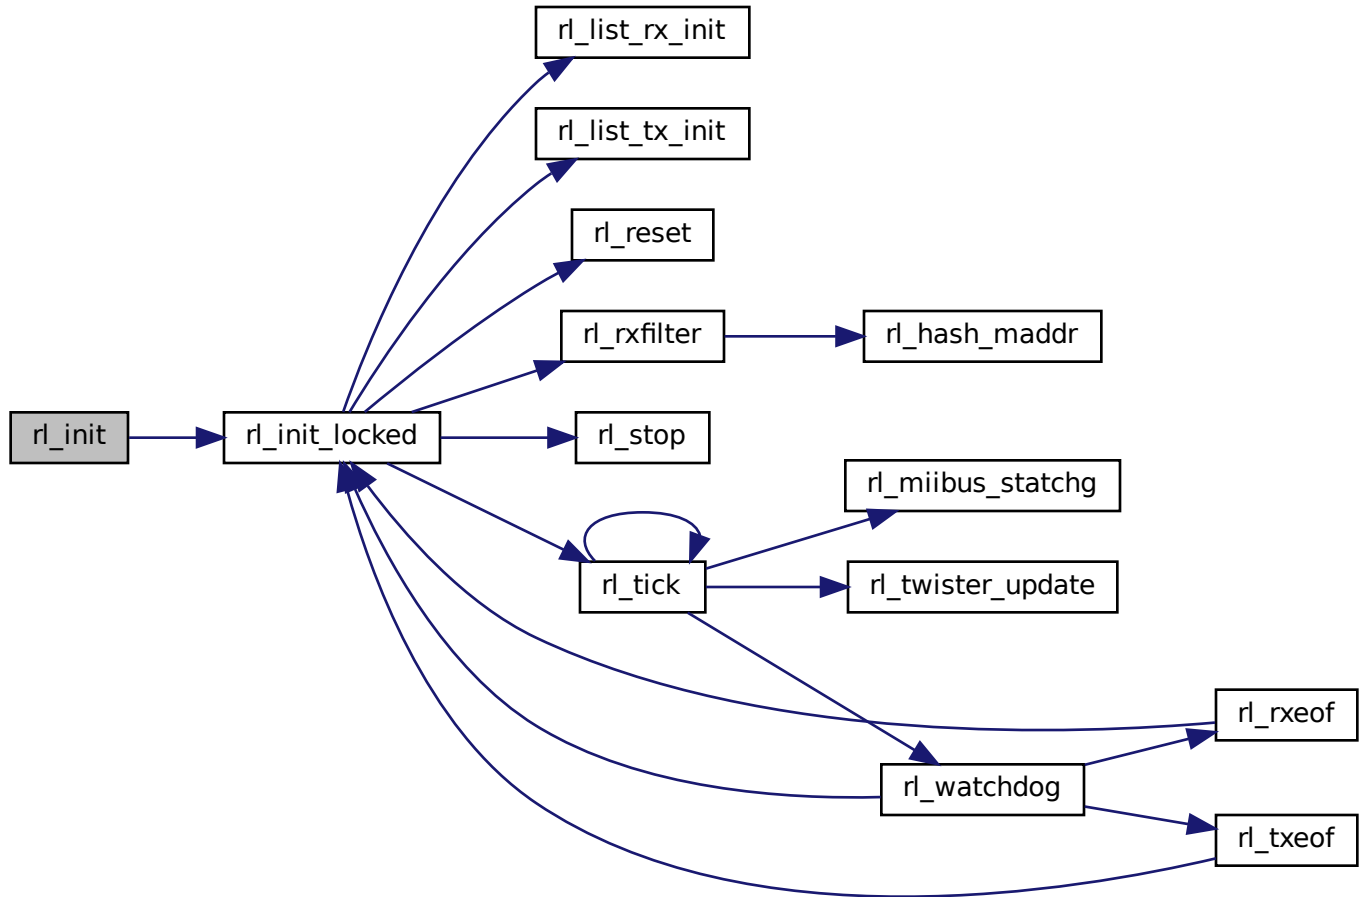 rl_list_rx_init
rl_list_tx_init
rl_reset
rl_rxfilter
rl_hash_maddr
rl_init
rl_init_locked
rl_stop
rl_miibus_statchg
rl_tick
rl_twister_update
rl_rxeof
rl_watchdog
rl_txeof